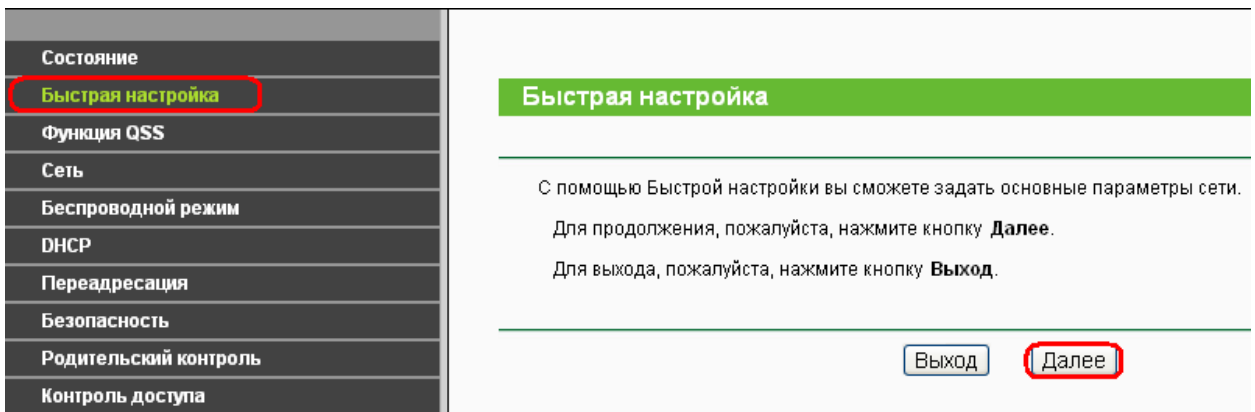 Состояние
Быстрая настройка
Функция QSS
Сеть
Беспроводной режим
DHCP
Переадресация
Безопасность
Родительский контроль
Контроль доступа
Быстрая настройка
С помощью Быстрой настройки вы сможете задать основные параметры сети.
Для продолжения, пожалуйста, нажмите кнопку Далее.
Для выхода, пожалуйста, нажмите кнопку Выход.
Выход Далее